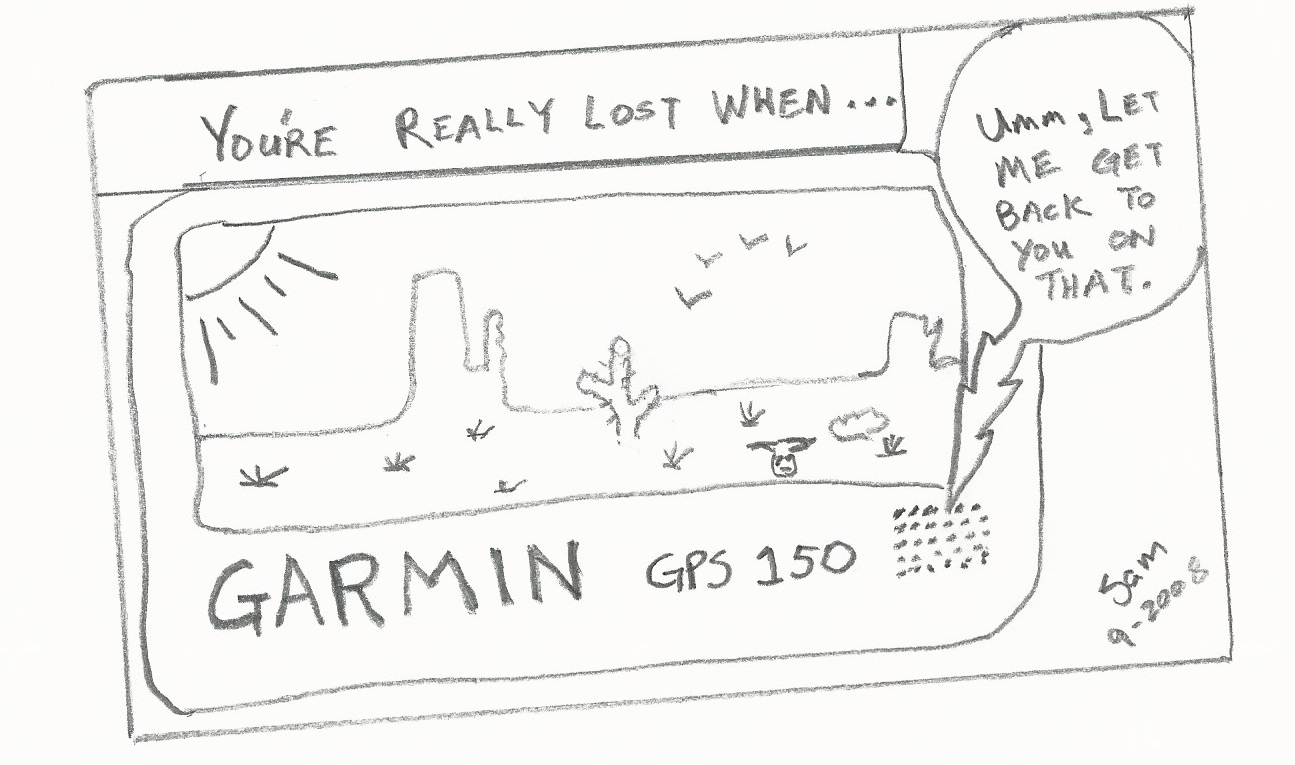 YOU'RE REALLY LOST WHEN....
Umm, LET
ME GET
BACK TO
YOU ON
THAT.
GARMIN GPS 150
Sam
9-2008